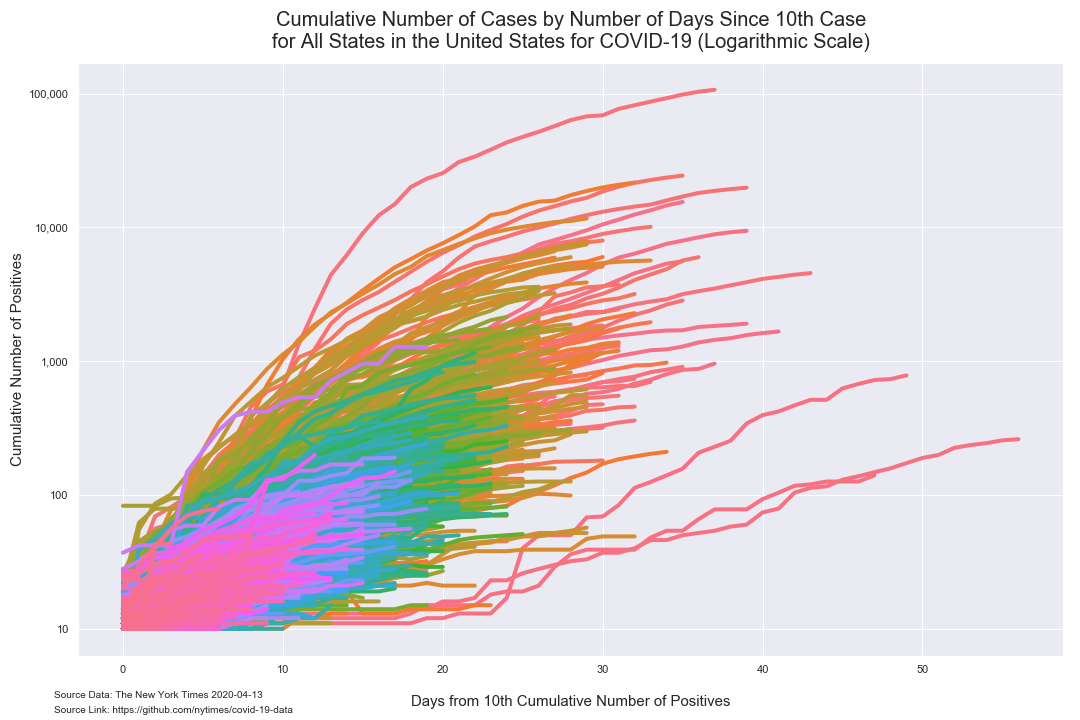 Cumulative Number of Cases by Number of Days Since 10th Case
for All States in the United States for COVID-19 (Logarithmic Scale)
100,000
10,000
1,000
100
10
Cumulative Number of Positives
0 10 20 30 40 50
Days from 10th Cumulative Number of Positives
Source Data: The New York Times 2020-04-13
Source Link: https://github.com/nytimes/covid-19-data